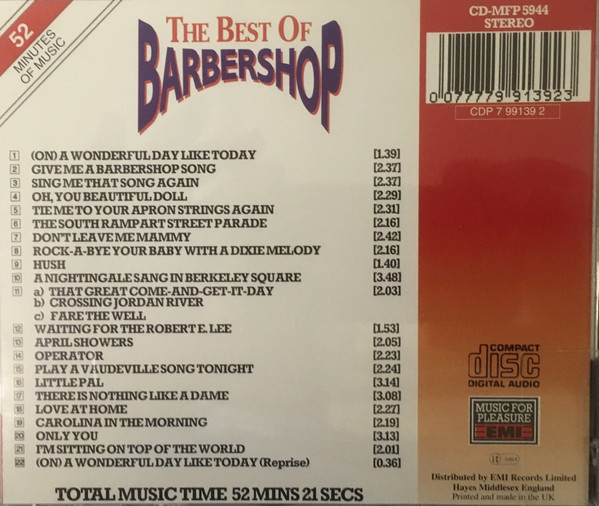 52
MINUTES
OF MUSIC
THE BEST OF
BARBERSHOP
CD-MFP 5944
STEREO
0 077779 913923
CDP 7 99139 2
1 (ON) A WONDERFUL DAY LIKE TODAY [1.39]
2 GIVE ME A BARBERSHOP SONG [2.37]
3 SING ME THAT SONG AGAIN [2.37]
4 OH, YOU BEAUTIFUL DOLL [2.29]
5 TIE ME TO YOUR APRON STRINGS AGAIN [2.31]
6 THE SOUTH RAMPART STREET PARADE [2.16]
7 DON'T LEAVE ME MAMMY [2.42]
8 ROCK-A-BYE YOUR BABY WITH A DIXIE MELODY [2.16]
9 HUSH [1.40]
10 A NIGHTINGALE SANG IN BERKELEY SQUARE [3.48]
11 a) THAT GREAT COME-AND-GET-IT-DAY [2.03]
b) CROSSING JORDAN RIVER
c) FARE THE WELL
12 WAITING FOR THE ROBERT E. LEE [1.53]
13 APRIL SHOWERS [2.05]
14 OPERATOR [2.23]
15 PLAY A VAUDEVILLE SONG TONIGHT [2.24]
16 LITTLE PAL [3.14]
17 THERE IS NOTHING LIKE A DAME [3.08]
18 LOVE AT HOME [2.27]
19 CAROLINA IN THE MORNING [2.19]
20 ONLY YOU [3.13]
21 I'M SITTING ON TOP OF THE WORLD [2.01]
22 (ON) A WONDERFUL DAY LIKE TODAY (Reprise) [0.36]
TOTAL MUSIC TIME 52 MINS 21 SECS
COMPACT
disc
DIGITAL AUDIO
MUSIC FOR
PLEASURE
EMI
Distributed by EMI Records Limited
Hayes Middlesex England
Printed and made in the UK